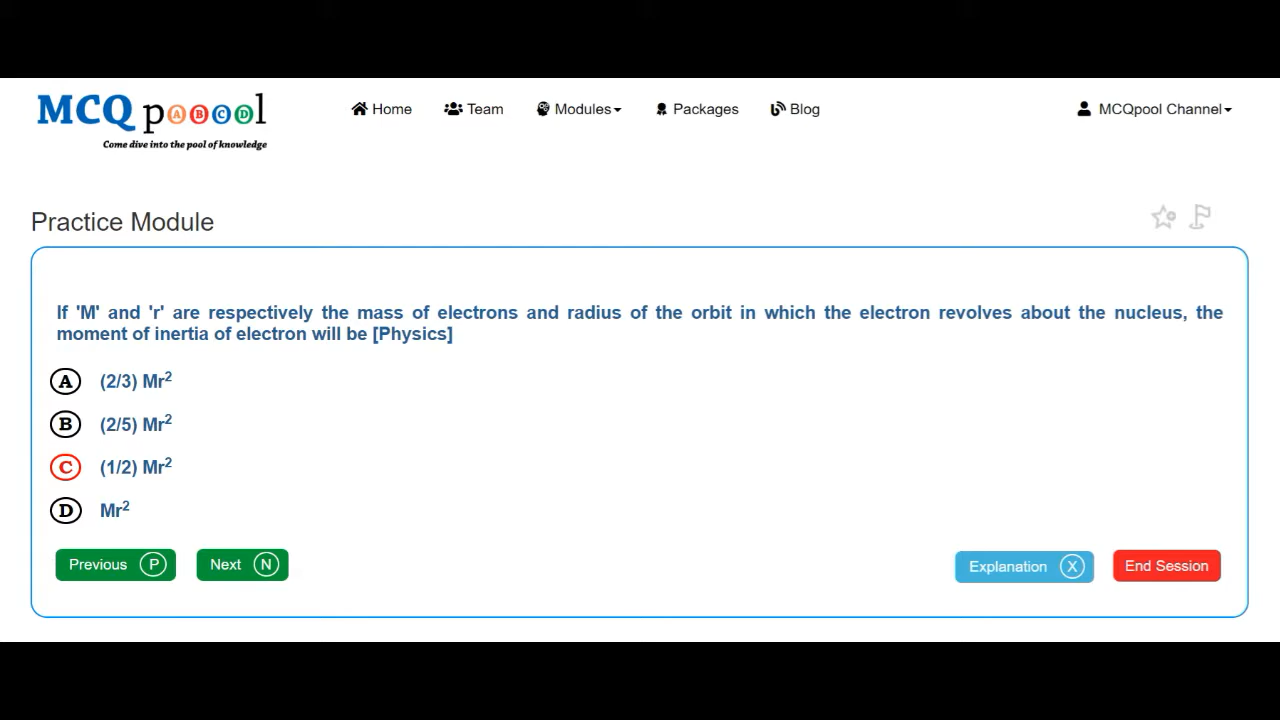 MCQ pABCDl
Come dive into the pool of knowledge
Home Team Modules Packages Blog MCQpool Channel
Practice Module
If 'M' and 'r' are respectively the mass of electrons and radius of the orbit in which the electron revolves about the nucleus, the
moment of inertia of electron will be [Physics]
A (2/3) Mr²
B (2/5) Mr²
C (1/2) Mr²
D Mr²
Previous P Next N Explanation X End Session